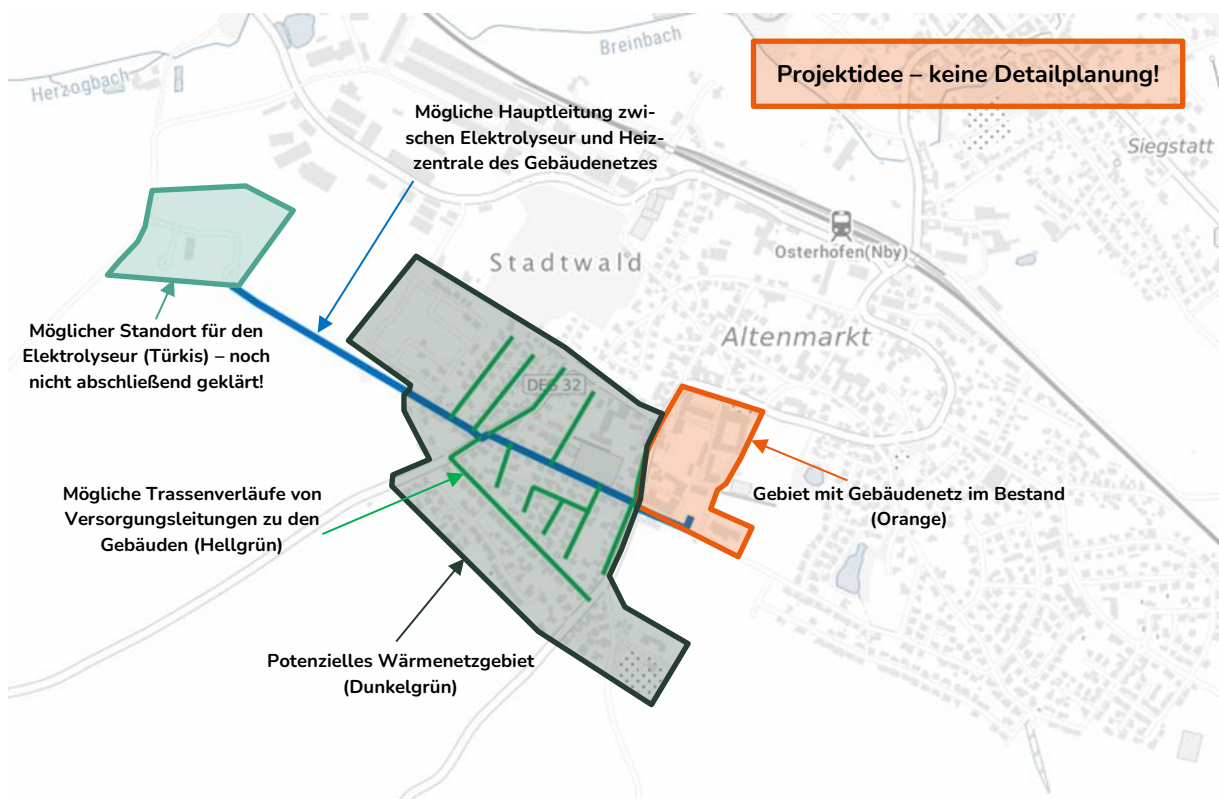 Breinbach
Herzogbach
Projektidee – keine Detailplanung!
Mögliche Hauptleitung zwi-
schen Elektrolyseur und Heiz-
zentrale des Gebäudenetzes
Siegstatt
Osterhofen(Nby)
Stadtwald
Altenmarkt
Möglicher Standort für den
Elektrolyseur (Türkis) – noch
nicht abschließend geklärt!
DEG 32
Mögliche Trassenverläufe von
Versorgungsleitungen zu den
Gebäuden (Hellgrün)
Gebiet mit Gebäudenetz im Bestand
(Orange)
Potenzielles Wärmenetzgebiet
(Dunkelgrün)